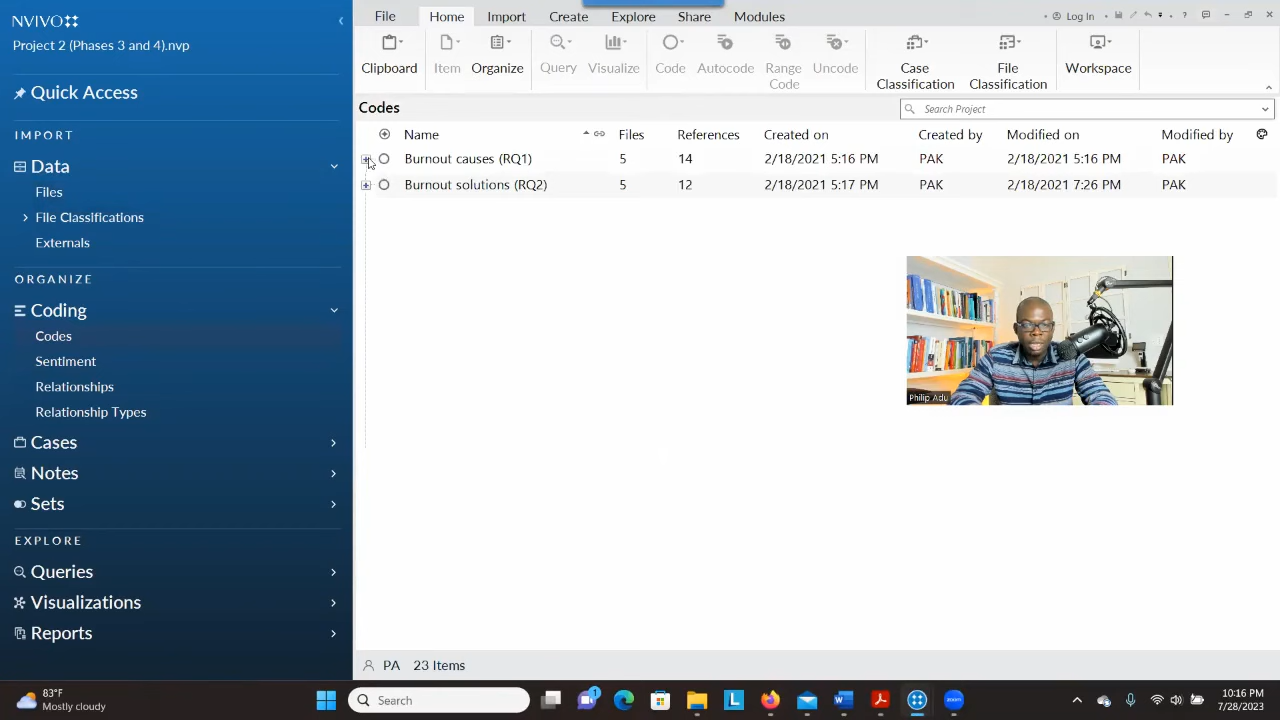 NVIVO
Project 2 (Phases 3 and 4).nvp
Quick Access
IMPORT
Data
Files
File Classifications
Externals
ORGANIZE
Coding
Codes
Sentiment
Relationships
Relationship Types
Cases
Notes
Sets
EXPLORE
Queries
Visualizations
Reports
File Home Import Create Explore Share Modules
Log In
Clipboard Item Organize Query Visualize Code Autocode Range Code Uncode Case Classification File Classification Workspace
Codes
Search Project
Name Files References Created on Created by Modified on Modified by
Burnout causes (RQ1) 5 14 2/18/2021 5:16 PM PAK 2/18/2021 5:16 PM PAK
Burnout solutions (RQ2) 5 12 2/18/2021 5:17 PM PAK 2/18/2021 7:26 PM PAK
Philip Adu
PA 23 Items
83°F
Mostly cloudy
Search
1
10:16 PM
7/28/2023